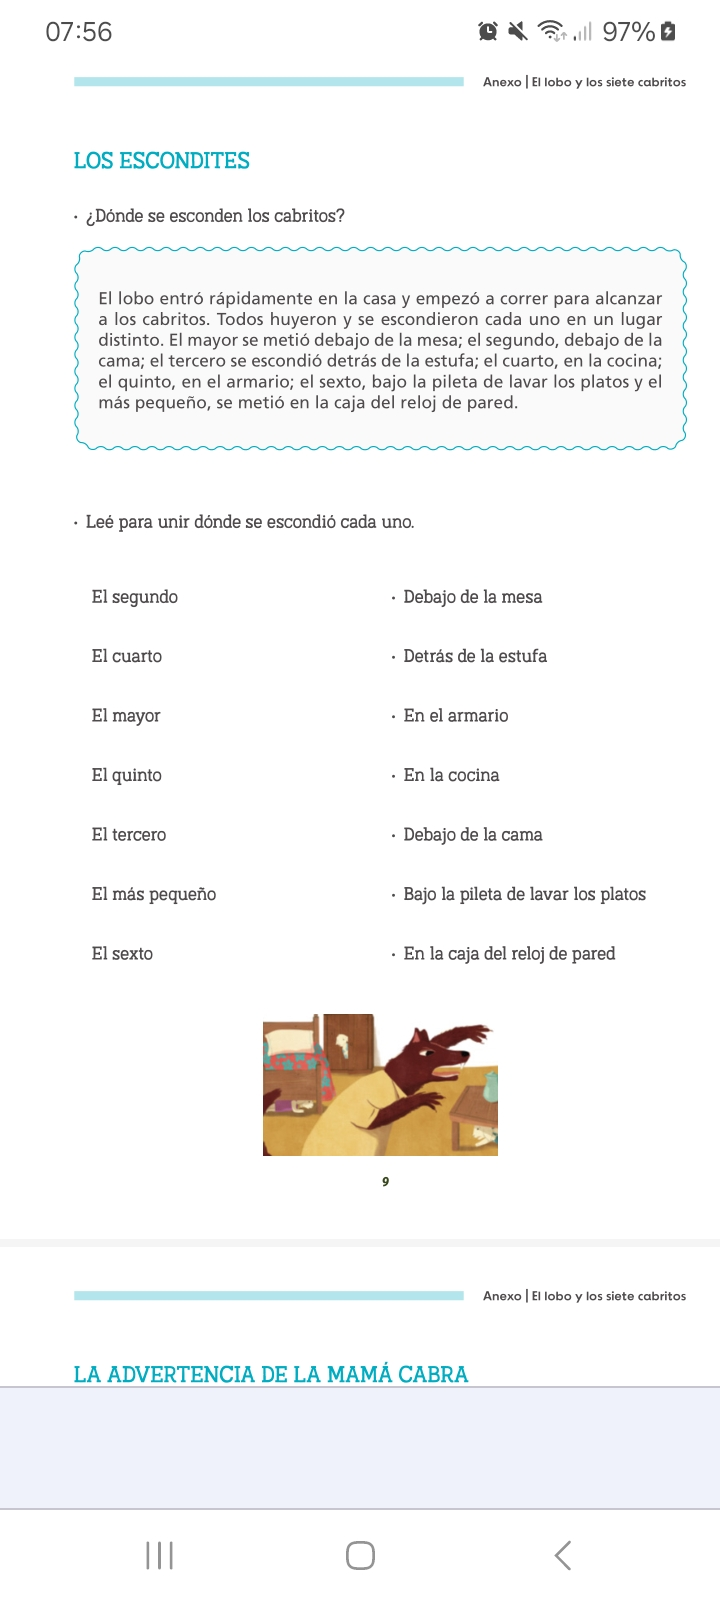 07:56
97%
Anexo | El lobo y los siete cabritos
LOS ESCONDITES
· ¿Dónde se esconden los cabritos?
El lobo entró rápidamente en la casa y empezó a correr para alcanzar
a los cabritos. Todos huyeron y se escondieron cada uno en un lugar
distinto. El mayor se metió debajo de la mesa; el segundo, debajo de la
cama; el tercero se escondió detrás de la estufa; el cuarto, en la cocina;
el quinto, en el armario; el sexto, bajo la pileta de lavar los platos y el
más pequeño, se metió en la caja del reloj de pared.
· Leé para unir dónde se escondió cada uno.
El segundo · Debajo de la mesa
El cuarto · Detrás de la estufa
El mayor · En el armario
El quinto · En la cocina
El tercero · Debajo de la cama
El más pequeño · Bajo la pileta de lavar los platos
El sexto · En la caja del reloj de pared
9
Anexo | El lobo y los siete cabritos
LA ADVERTENCIA DE LA MAMÁ CABRA